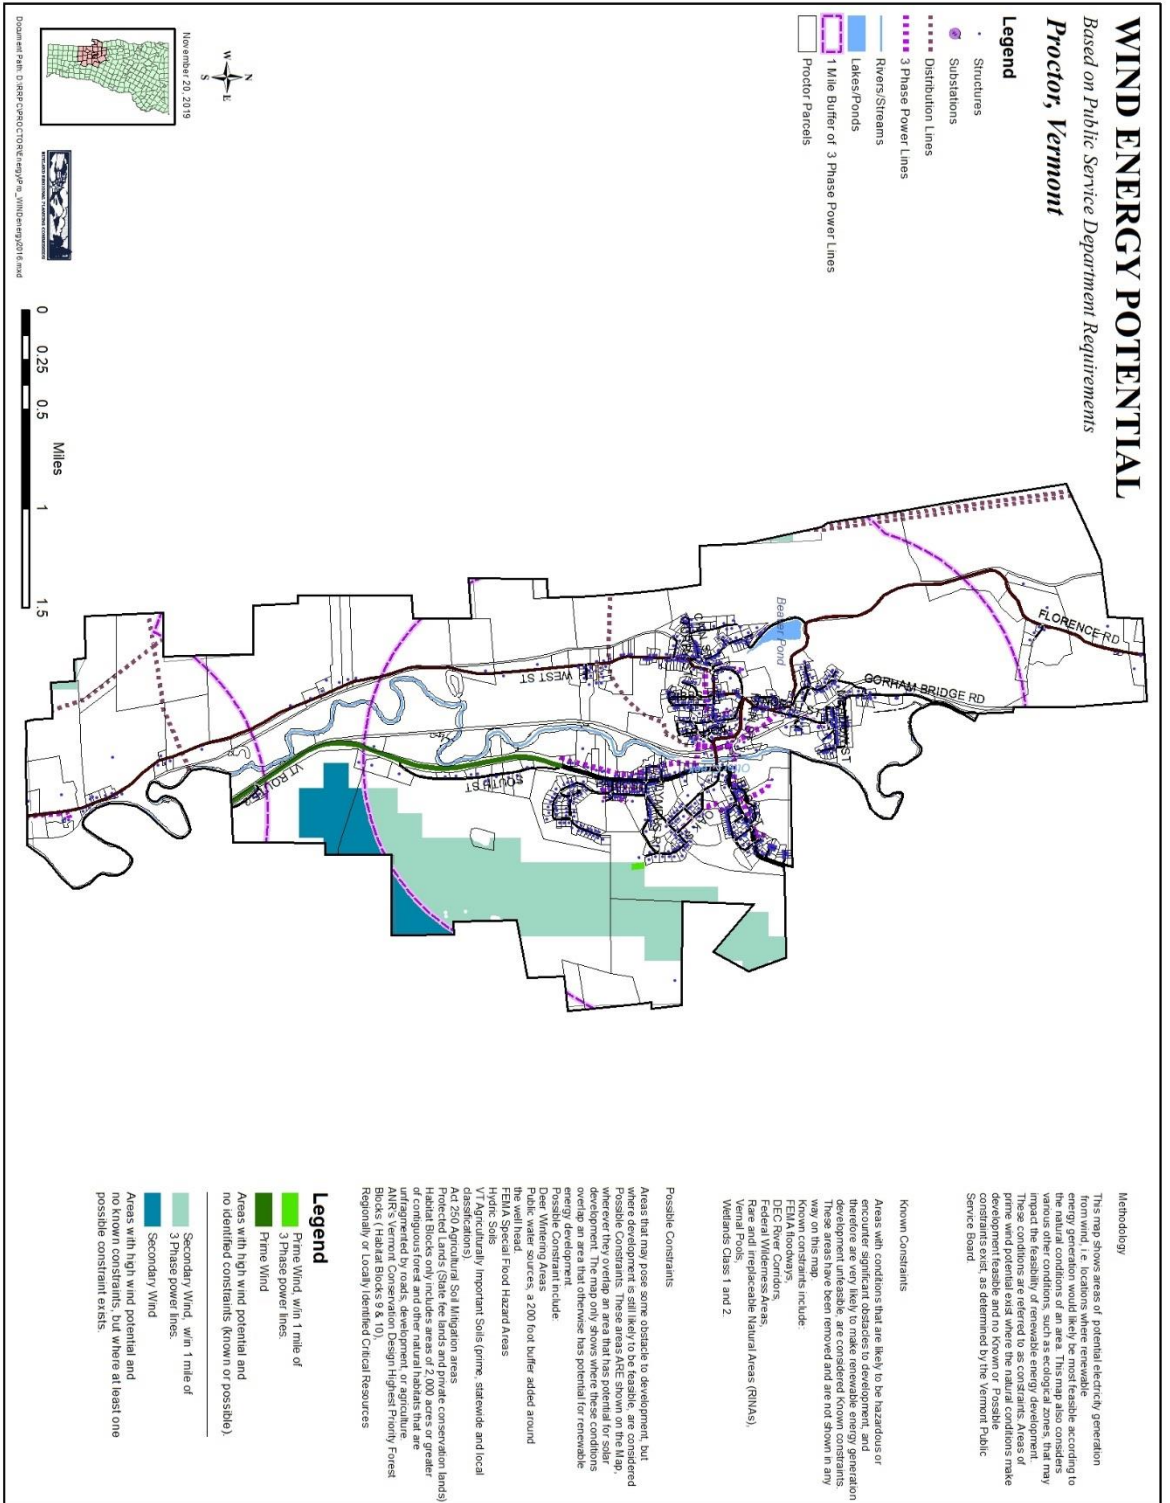 WIND ENERGY POTENTIAL
Based on Public Service Department Requirements
Proctor, Vermont
Legend
Structures
Substations
Distribution Lines
3 Phase Power Lines
Rivers/Streams
Lakes/Ponds
1 Mile Buffer of 3 Phase Power Lines
Proctor Parcels
N
W
E
S
November 20, 2019
0
0.25
0.5
1
1.5
Miles
FLORENCE RD
GORHAM BRIDGE RD
Beaver Pond
WEST ST
SOUTH ST
Methodology
This map shows areas of potential electricity generation
from wind, i.e. locations where renewable
energy generation would likely be most feasible according to
the natural conditions of an area. This map also considers
various other conditions, such as ecological zones, that may
impact the feasibility of renewable energy development.
These conditions are referred to as constraints. Areas of
prime wind potential exist where the natural conditions make
development feasible and no Known or Possible
constraints exist, as determined by the Vermont Public
Service Board.
Known Constraints
Areas with conditions that are likely to be hazardous or
encounter significant obstacles to development, and
therefore are very likely to make renewable energy generation
development unfeasible, are considered Known constraints.
These areas have been removed and are not shown in any
way on this map.
Known constraints include:
FEMA floodways,
DEC River Corridors,
Federal Wilderness Areas,
Rare and Irreplaceable Natural Areas (RINAs),
Vernal Pools,
Wetlands Class 1 and 2
Possible Constraints
Areas that may pose some obstacle to development, but
where development is still likely to be feasible, are considered
Possible Constraints. These areas ARE shown on the Map,
wherever they overlap an area that has potential for solar
development. The map only shows where these conditions
overlap an area that otherwise has potential for renewable
energy development.
Possible Constraint include:
Deer Wintering Areas
Public water sources, a 200 foot buffer added around
the well head.
FEMA Special Flood Hazard Areas
Hydric Soils
VT Agriculturally Important Soils (prime, statewide and local
classifications)
Act 250 Agricultural Soil Mitigation areas
Protected Lands (State fee lands and private conservation lands)
Habitat Blocks only includes areas of 2,000 acres or greater
of contiguous forest and other natural habitats that are
unfragmented by roads, development, or agriculture.
ANR's Vermont Conservation Design Highest Priority Forest
Blocks (Habitat Blocks 9 & 10),
Regionally or Locally Identified Critical Resources
Legend
Prime Wind, w/in 1 mile of
3 Phase power lines.
Prime Wind
Areas with high wind potential and
no identified constraints (known or possible).
Secondary Wind, w/in 1 mile of
3 Phase power lines.
Secondary Wind
Areas with high wind potential and
no known constraints, but where at least one
possible constraint exists.